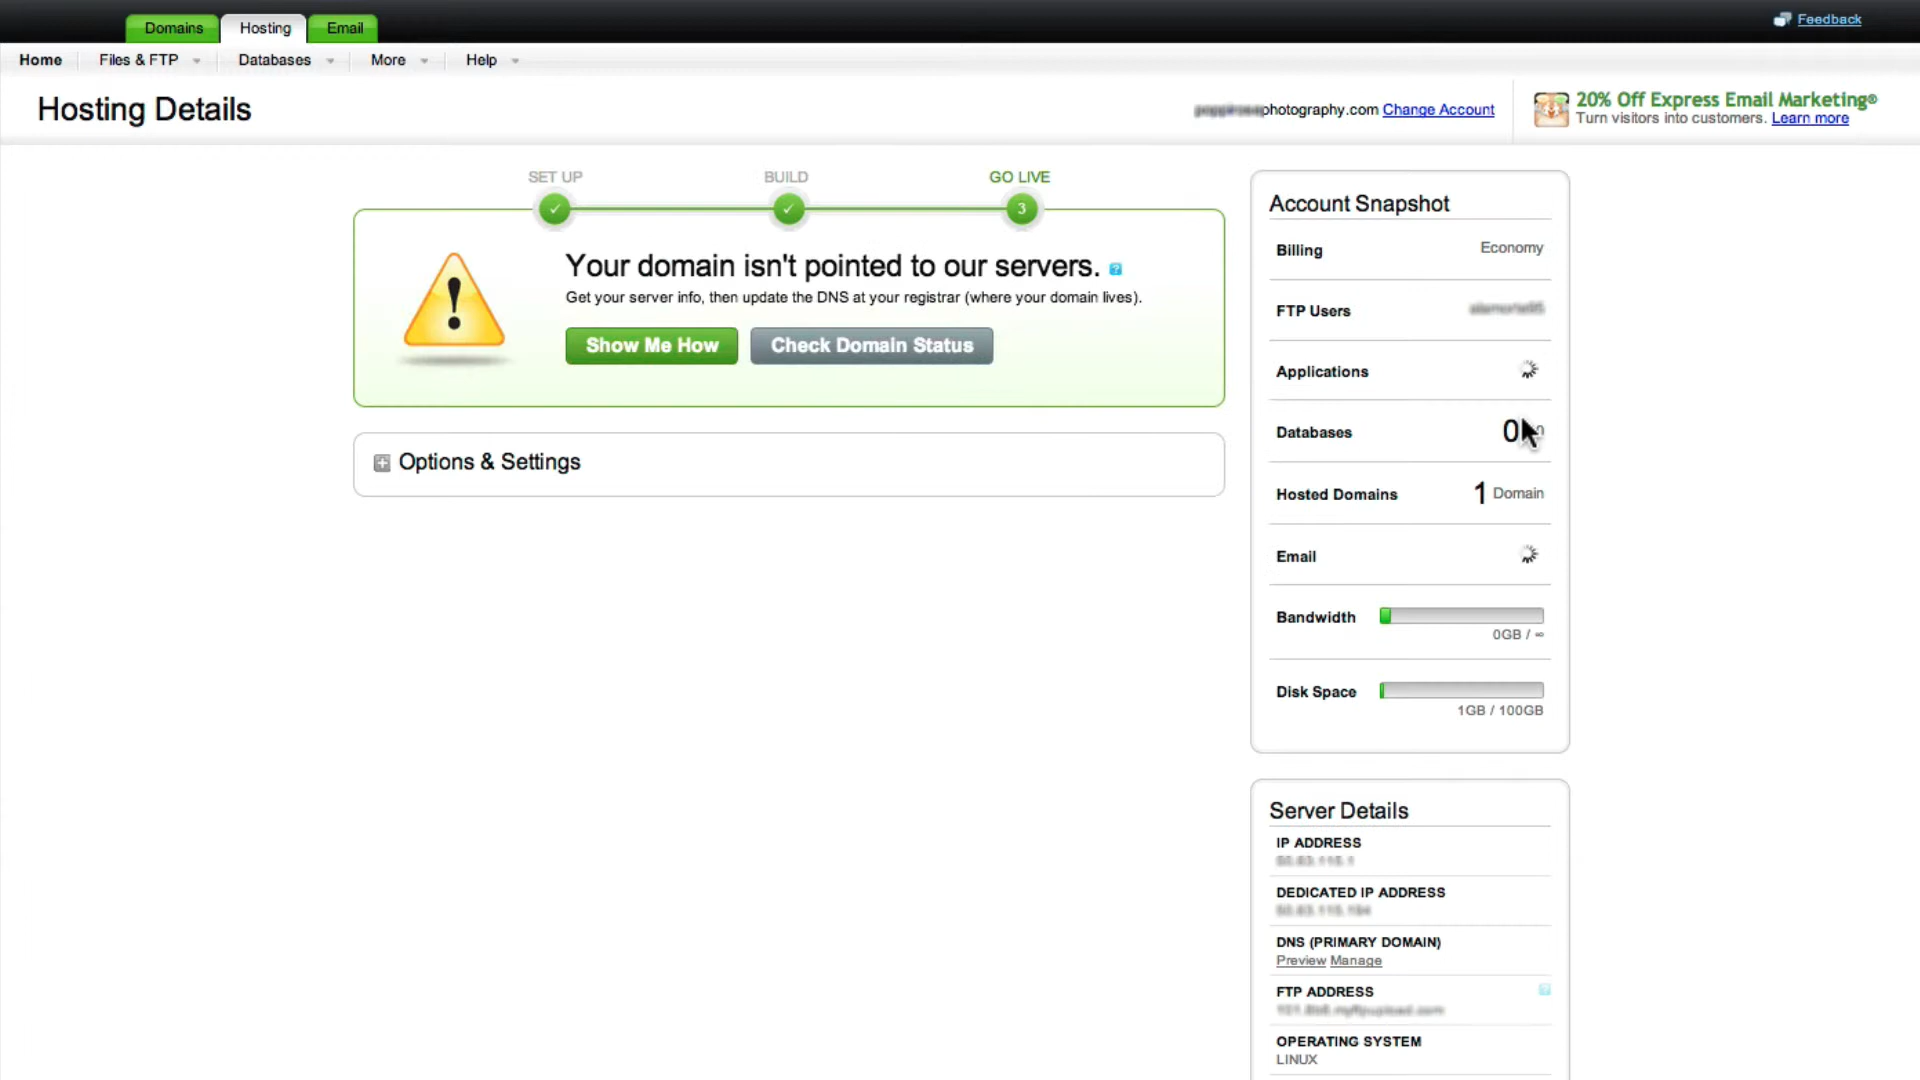 Domains Hosting Email Feedback
Home Files & FTP Databases More Help
Hosting Details
photography.com Change Account
20% Off Express Email Marketing®
Turn visitors into customers. Learn more
SET UP BUILD GO LIVE
3
Your domain isn't pointed to our servers. ?
Get your server info, then update the DNS at your registrar (where your domain lives).
Show Me How Check Domain Status
Options & Settings
Account Snapshot
Billing Economy
FTP Users
Applications
Databases 0
Hosted Domains 1 Domain
Email
Bandwidth
0GB / ∞
Disk Space
1GB / 100GB
Server Details
IP ADDRESS
DEDICATED IP ADDRESS
DNS (PRIMARY DOMAIN)
Preview Manage
FTP ADDRESS ?
OPERATING SYSTEM
LINUX